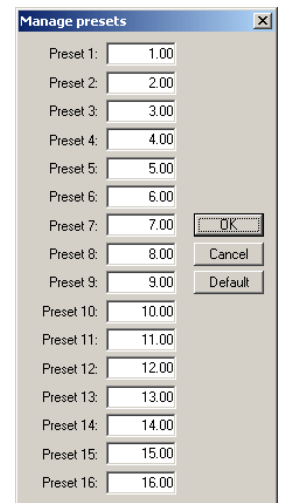 Manage presets
Preset 1: 1.00
Preset 2: 2.00
Preset 3: 3.00
Preset 4: 4.00
Preset 5: 5.00
Preset 6: 6.00
Preset 7: 7.00 OK
Preset 8: 8.00 Cancel
Preset 9: 9.00 Default
Preset 10: 10.00
Preset 11: 11.00
Preset 12: 12.00
Preset 13: 13.00
Preset 14: 14.00
Preset 15: 15.00
Preset 16: 16.00